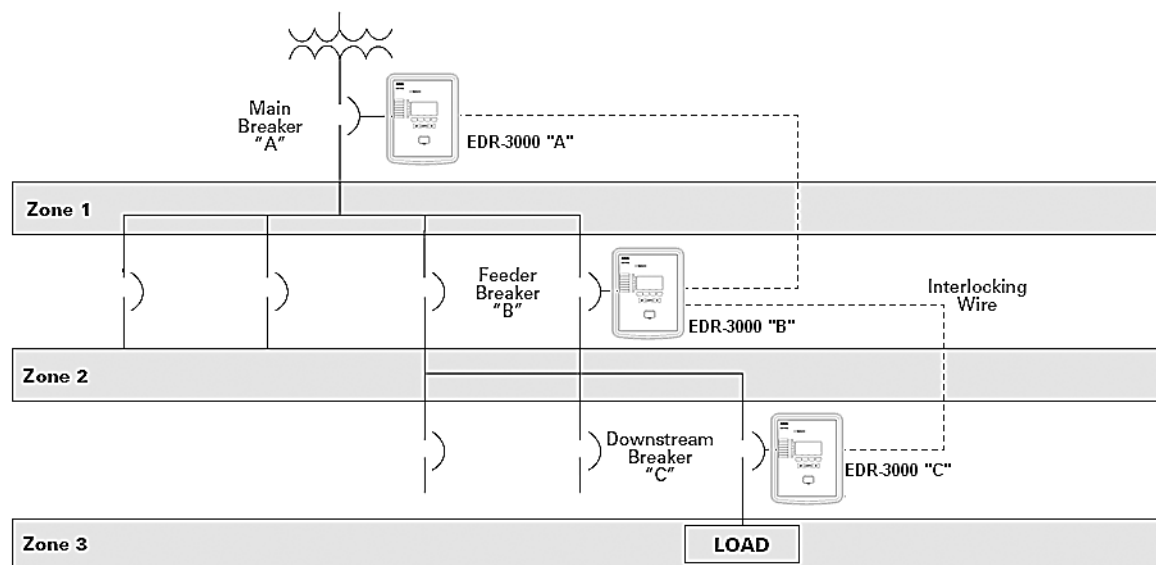 Main
Breaker
"A"
EDR-3000 "A"
Zone 1
Feeder
Breaker
"B"
EDR-3000 "B"
Interlocking
Wire
Zone 2
Downstream
Breaker
"C"
EDR-3000 "C"
Zone 3
LOAD